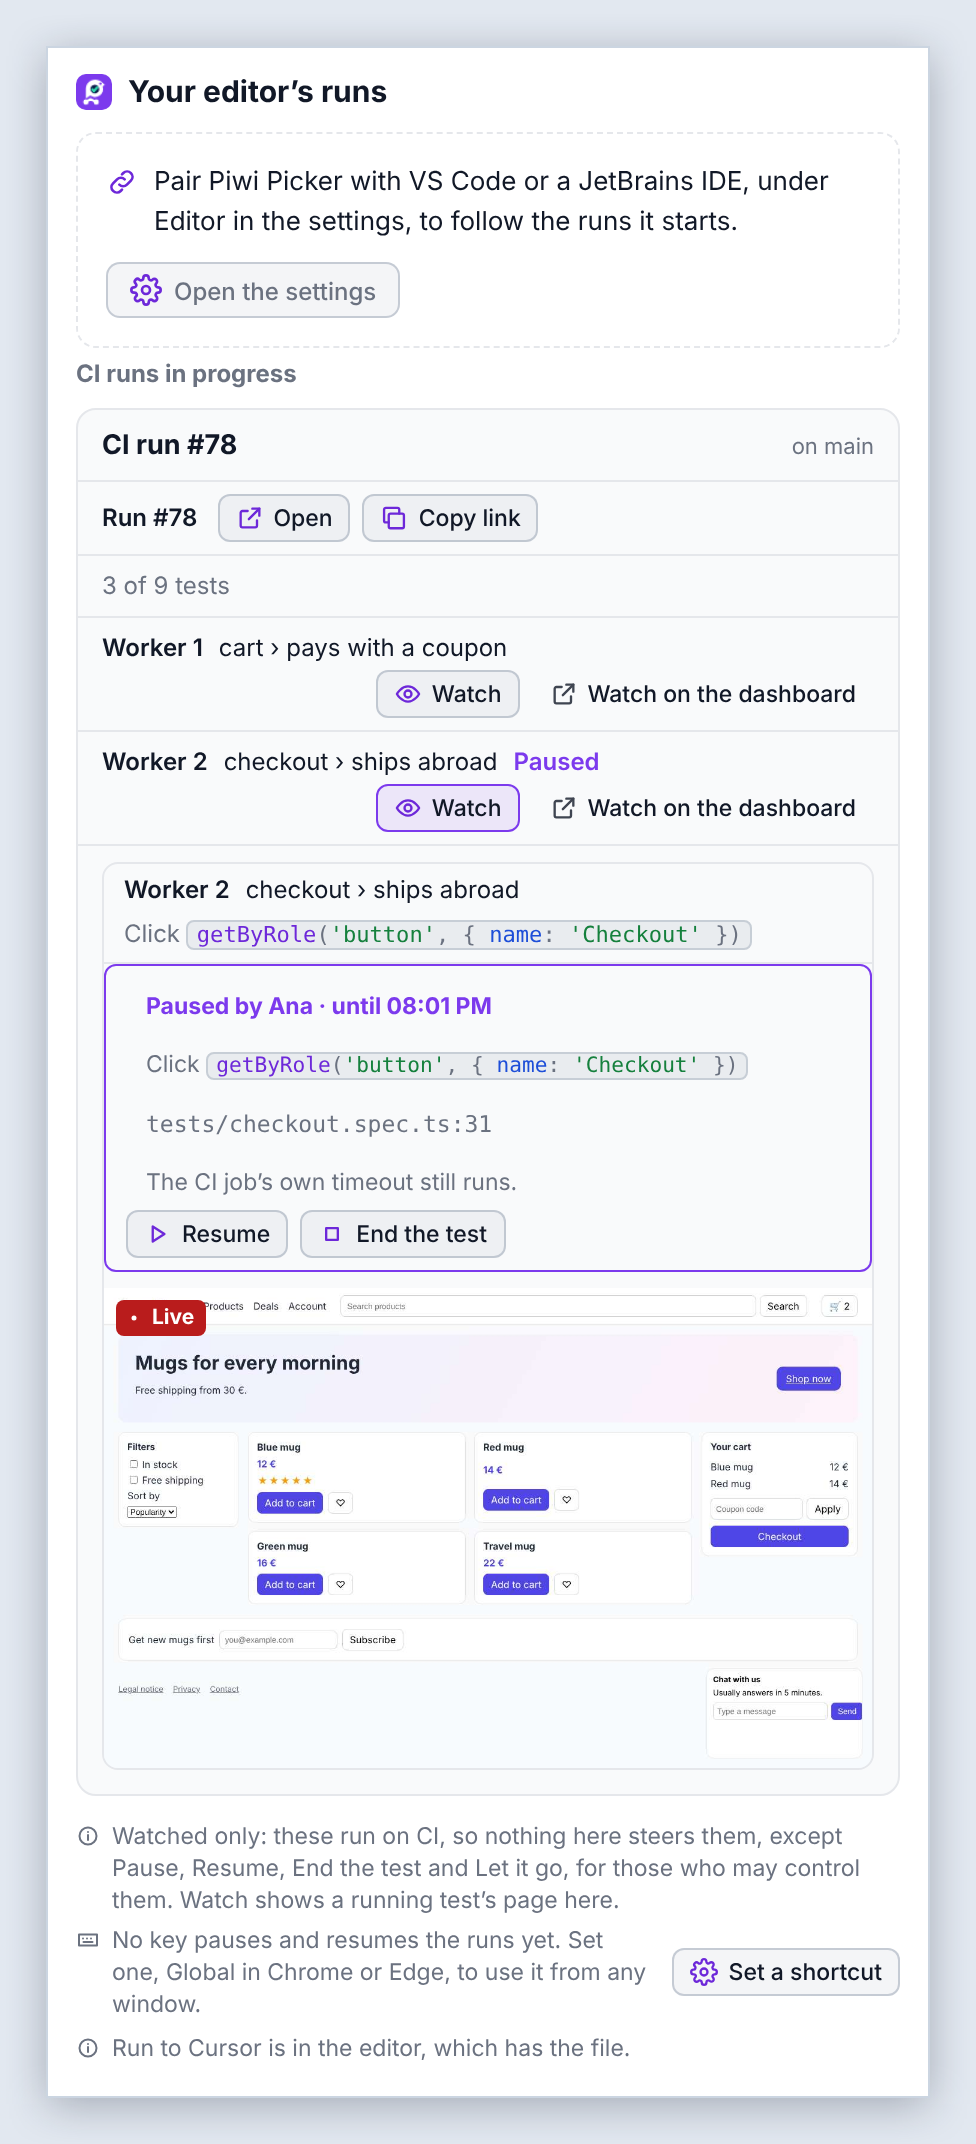 Your editor’s runs
Pair Piwi Picker with VS Code or a JetBrains IDE, under
Editor in the settings, to follow the runs it starts.
Open the settings
CI runs in progress
CI run #78
on main
Run #78
Open
Copy link
3 of 9 tests
Worker 1 cart › pays with a coupon
Watch
Watch on the dashboard
Worker 2 checkout › ships abroad Paused
Watch
Watch on the dashboard
Worker 2 checkout › ships abroad
Click getByRole('button', { name: 'Checkout' })
Paused by Ana · until 08:01 PM
Click getByRole('button', { name: 'Checkout' })
tests/checkout.spec.ts:31
The CI job’s own timeout still runs.
Resume
End the test
• Live
Products Deals Account
Search products
Search
2
Mugs for every morning
Free shipping from 30 €.
Shop now
Filters
In stock
Free shipping
Sort by
Popularity
Blue mug
12 €
★★★★★
Add to cart
Red mug
14 €
Add to cart
Green mug
16 €
Add to cart
Travel mug
22 €
Add to cart
Your cart
Blue mug 12 €
Red mug 14 €
Coupon code
Apply
Checkout
Get new mugs first
you@example.com
Subscribe
Legal notice Privacy Contact
Chat with us
Usually answers in 5 minutes.
Type a message
Send
Watched only: these run on CI, so nothing here steers them, except
Pause, Resume, End the test and Let it go, for those who may control
them. Watch shows a running test’s page here.
No key pauses and resumes the runs yet. Set
one, Global in Chrome or Edge, to use it from any
window.
Set a shortcut
Run to Cursor is in the editor, which has the file.